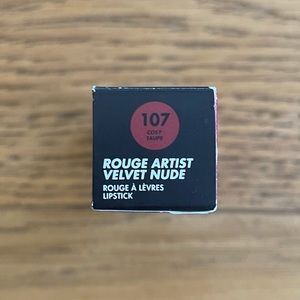 107
COSY
TAUPE
ROUGE ARTIST
VELVET NUDE
ROUGE À LÈVRES
LIPSTICK